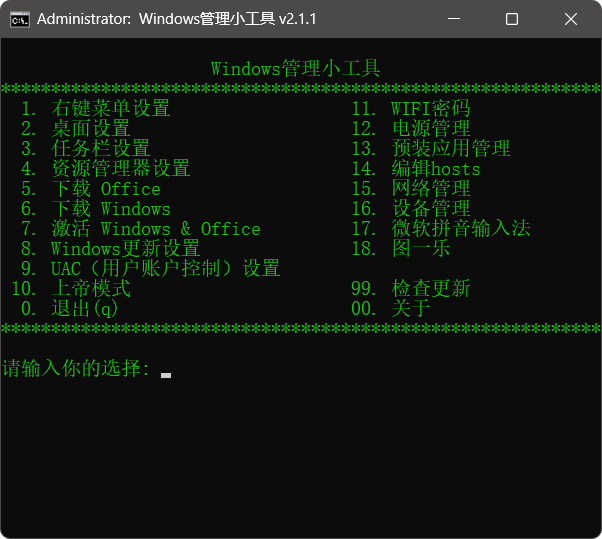 Administrator: Windows管理小工具 v2.1.1
Windows管理小工具
************************************************************
1. 右键菜单设置 11. WIFI密码
2. 桌面设置 12. 电源管理
3. 任务栏设置 13. 预装应用管理
4. 资源管理器设置 14. 编辑hosts
5. 下载 Office 15. 网络管理
6. 下载 Windows 16. 设备管理
7. 激活 Windows & Office 17. 微软拼音输入法
8. Windows更新设置 18. 图一乐
9. UAC（用户账户控制）设置
10. 上帝模式 99. 检查更新
0. 退出(q) 00. 关于
************************************************************
请输入你的选择: